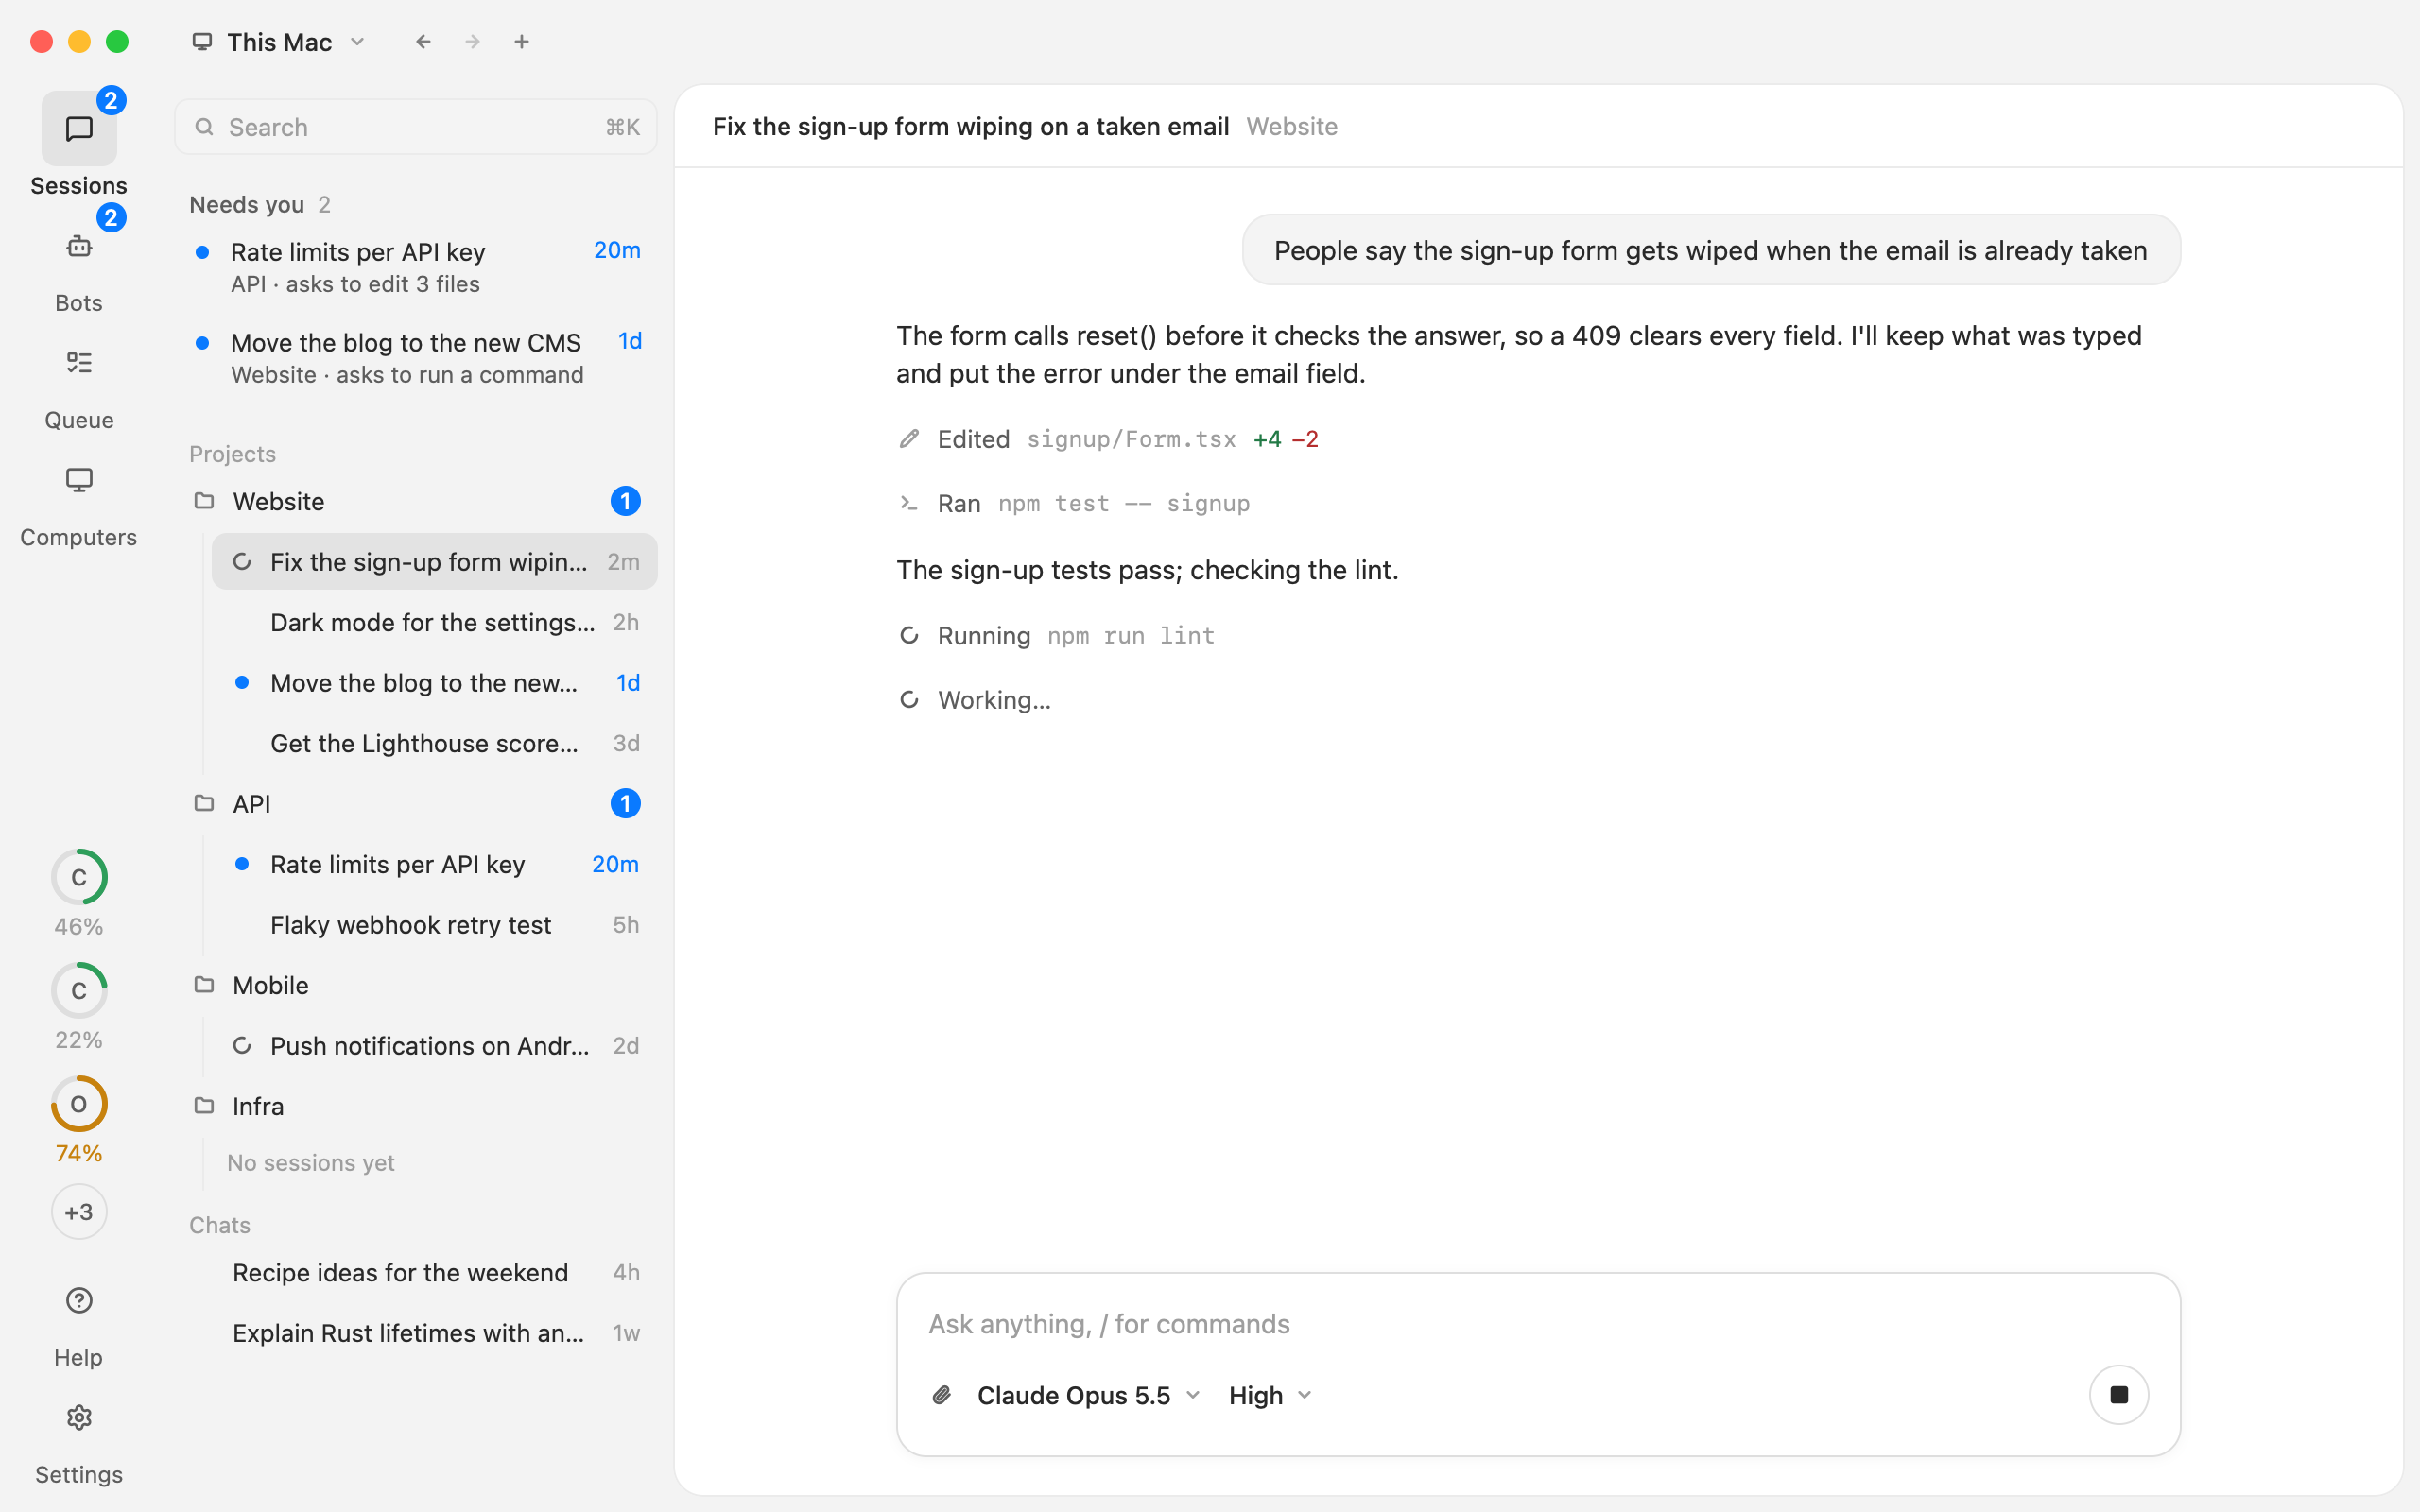 This Mac
2
Sessions
2
Bots
Queue
Computers
C
46%
C
22%
O
74%
+3
Help
Settings
Search ⌘K
Needs you 2
Rate limits per API key 20m
API · asks to edit 3 files
Move the blog to the new CMS 1d
Website · asks to run a command
Projects
Website 1
Fix the sign-up form wipin... 2m
Dark mode for the settings... 2h
Move the blog to the new... 1d
Get the Lighthouse score... 3d
API 1
Rate limits per API key 20m
Flaky webhook retry test 5h
Mobile
Push notifications on Andr... 2d
Infra
No sessions yet
Chats
Recipe ideas for the weekend 4h
Explain Rust lifetimes with an... 1w
Fix the sign-up form wiping on a taken email Website
People say the sign-up form gets wiped when the email is already taken
The form calls reset() before it checks the answer, so a 409 clears every field. I'll keep what was typed
and put the error under the email field.
Edited signup/Form.tsx +4 −2
Ran npm test -- signup
The sign-up tests pass; checking the lint.
Running npm run lint
Working...
Ask anything, / for commands
Claude Opus 5.5 High